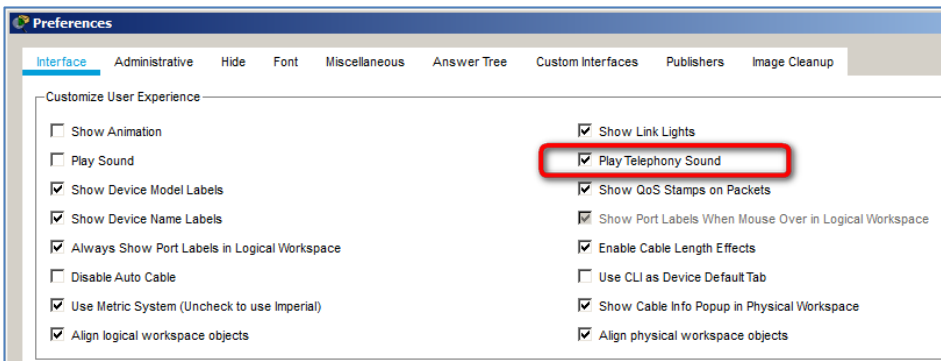 Preferences
Interface Administrative Hide Font Miscellaneous Answer Tree Custom Interfaces Publishers Image Cleanup
Customize User Experience
Show Animation Show Link Lights
Play Sound Play Telephony Sound
Show Device Model Labels Show QoS Stamps on Packets
Show Device Name Labels Show Port Labels When Mouse Over in Logical Workspace
Always Show Port Labels in Logical Workspace Enable Cable Length Effects
Disable Auto Cable Use CLI as Device Default Tab
Use Metric System (Uncheck to use Imperial) Show Cable Info Popup in Physical Workspace
Align logical workspace objects Align physical workspace objects